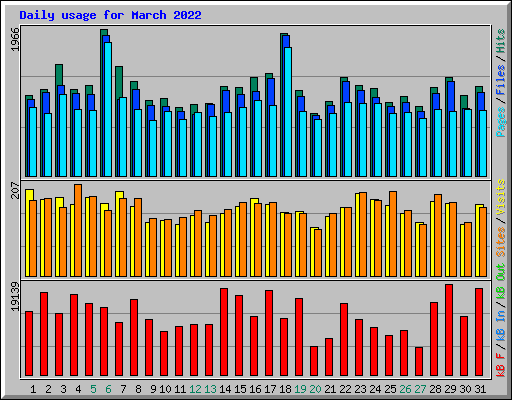 Daily usage for March 2022
1966
207
19139
Pages / Files / Hits
Sites / Visits
kB F / kB In / kB Out
1 2 3 4 5 6 7 8 9 10 11 12 13 14 15 16 17 18 19 20 21 22 23 24 25 26 27 28 29 30 31